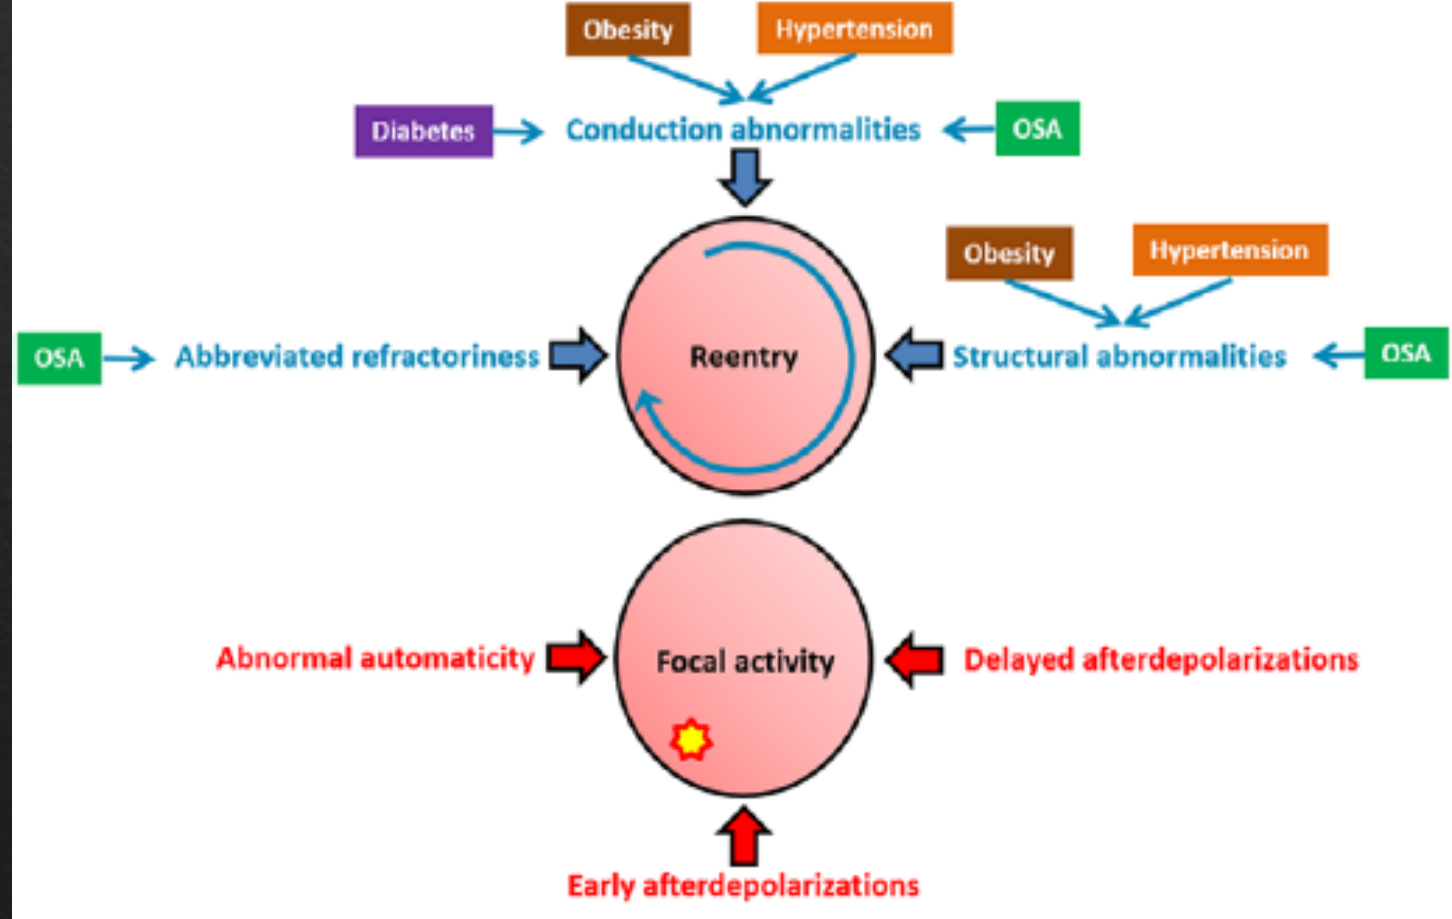 Obesity
Hypertension
Diabetes
Conduction abnormalities
OSA
Obesity
Hypertension
OSA
Abbreviated refractoriness
Reentry
Structural abnormalities
OSA
Abnormal automaticity
Focal activity
Delayed afterdepolarizations
Early afterdepolarizations